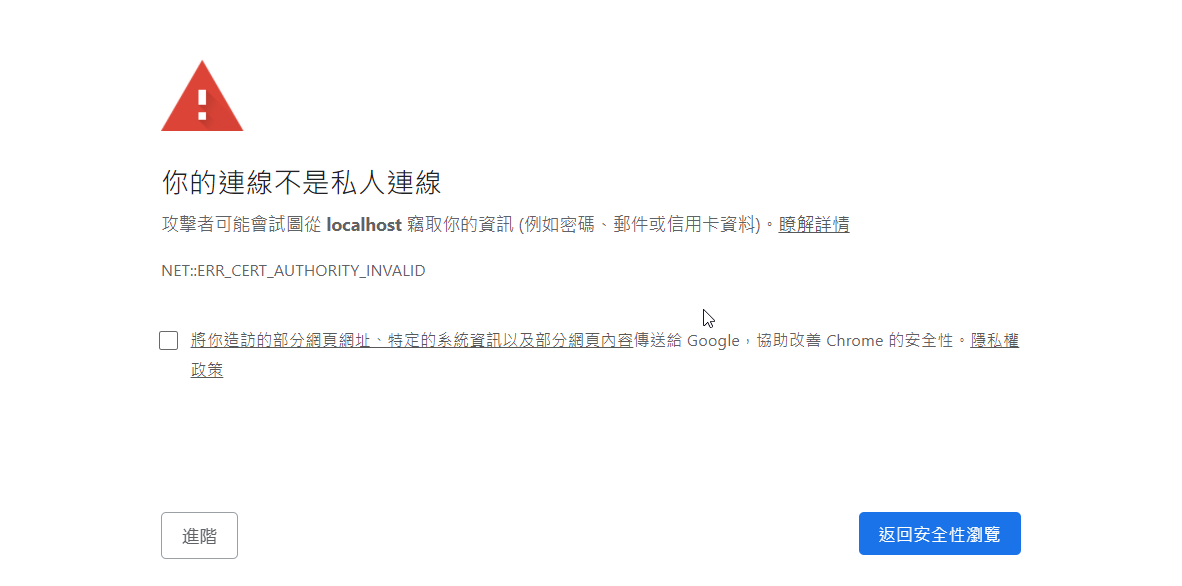 你的連線不是私人連線
攻擊者可能會試圖從 localhost 竊取你的資訊 (例如密碼、郵件或信用卡資料)。瞭解詳情
NET::ERR_CERT_AUTHORITY_INVALID
將你造訪的部分網頁網址、特定的系統資訊以及部分網頁內容傳送給 Google，協助改善 Chrome 的安全性。隱私權
政策
進階
返回安全性瀏覽